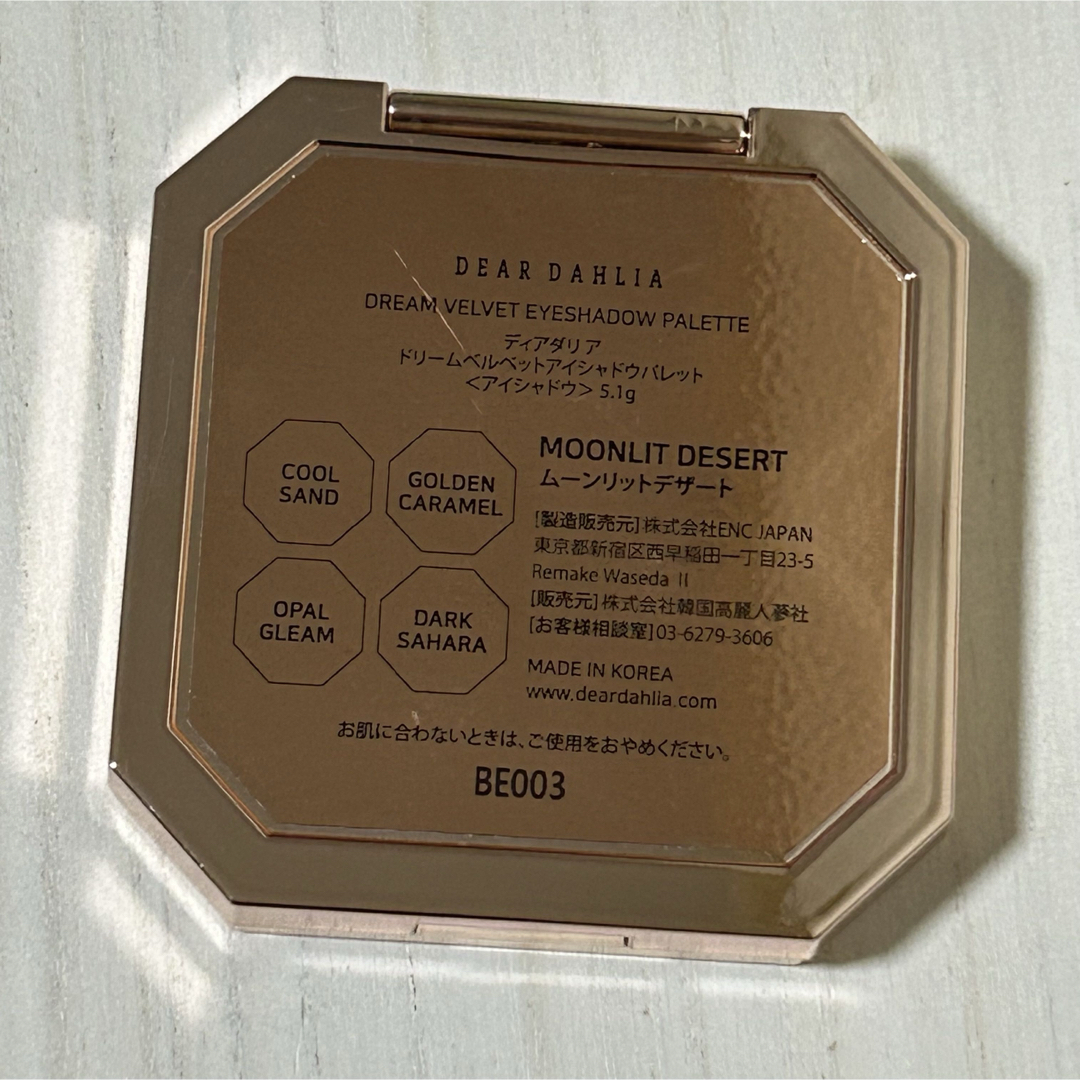 DEAR DAHLIA
DREAM VELVET EYESHADOW PALETTE
ディアダリア
ドリームベルベットアイシャドウパレット
<アイシャドウ> 5.1g
COOL
SAND
GOLDEN
CARAMEL
OPAL
GLEAM
DARK
SAHARA
MOONLIT DESERT
ムーンリットデザート
[製造販売元]株式会社ENC JAPAN
東京都新宿区西早稲田一丁目23-5
Remake Waseda II
[販売元]株式会社韓国高麗人蔘社
[お客様相談室]03-6279-3606
MADE IN KOREA
www.deardahlia.com
お肌に合わないときは、ご使用をおやめください。
BE003